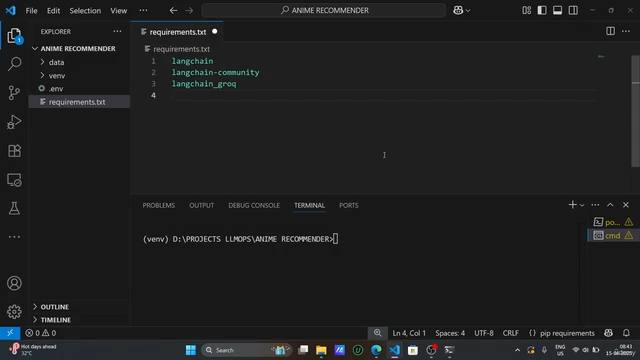 File Edit Selection ...
ANIME RECOMMENDER
EXPLORER
ANIME RECOMMENDER
data
venv
.env
requirements.txt
OUTLINE
TIMELINE
requirements.txt
requirements.txt
1 langchain
2 langchain-community
3 langchain_groq
4
PROBLEMS OUTPUT DEBUG CONSOLE TERMINAL PORTS
(venv) D:\PROJECTS LLMOPS\ANIME RECOMMENDER>
po...
cmd
0 0 Ln 4, Col 1 Spaces: 4 UTF-8 CRLF pip requirements
Hot days ahead
32°C
Search
ENG
US
08:43